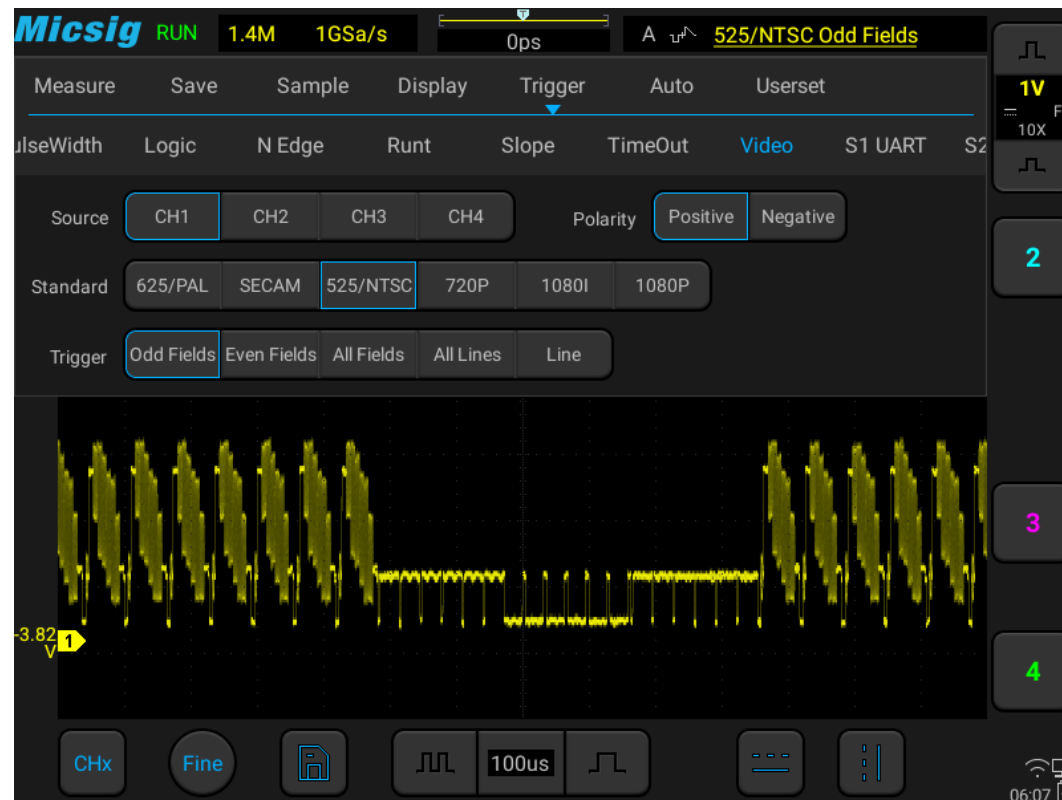 Micsig RUN 1.4M 1GSa/s T 0ps A 525/NTSC Odd Fields
Measure Save Sample Display Trigger Auto Userset
ulseWidth Logic N Edge Runt Slope TimeOut Video S1 UART S2
1V
F
10X
Source CH1 CH2 CH3 CH4 Polarity Positive Negative
2
Standard 625/PAL SECAM 525/NTSC 720P 1080I 1080P
Trigger Odd Fields Even Fields All Fields All Lines Line
3
-3.82 V 1
4
CHx Fine 100us
06:07